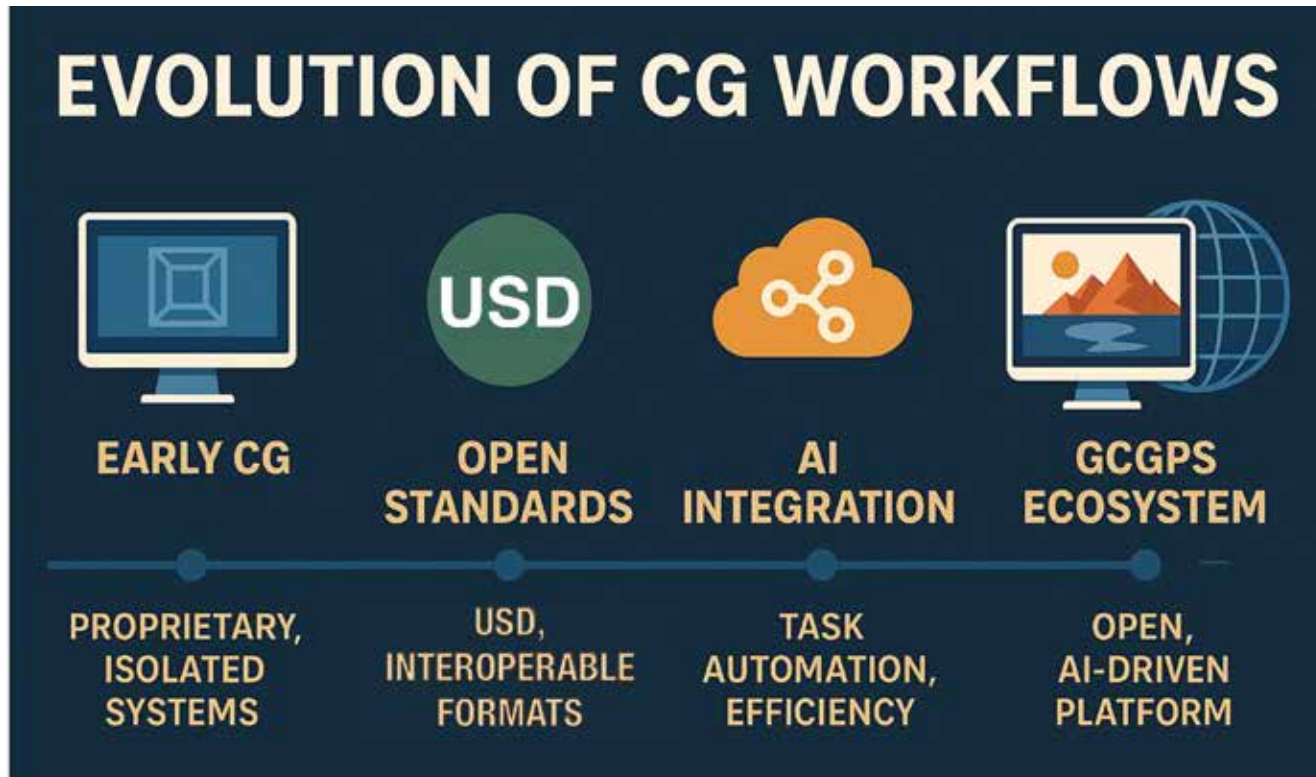 EVOLUTION OF CG WORKFLOWS
USD
EARLY CG
OPEN
STANDARDS
AI
INTEGRATION
GCGPS
ECOSYSTEM
PROPRIETARY,
ISOLATED
SYSTEMS
USD,
INTEROPERABLE
FORMATS
TASK
AUTOMATION,
EFFICIENCY
OPEN,
AI-DRIVEN
PLATFORM